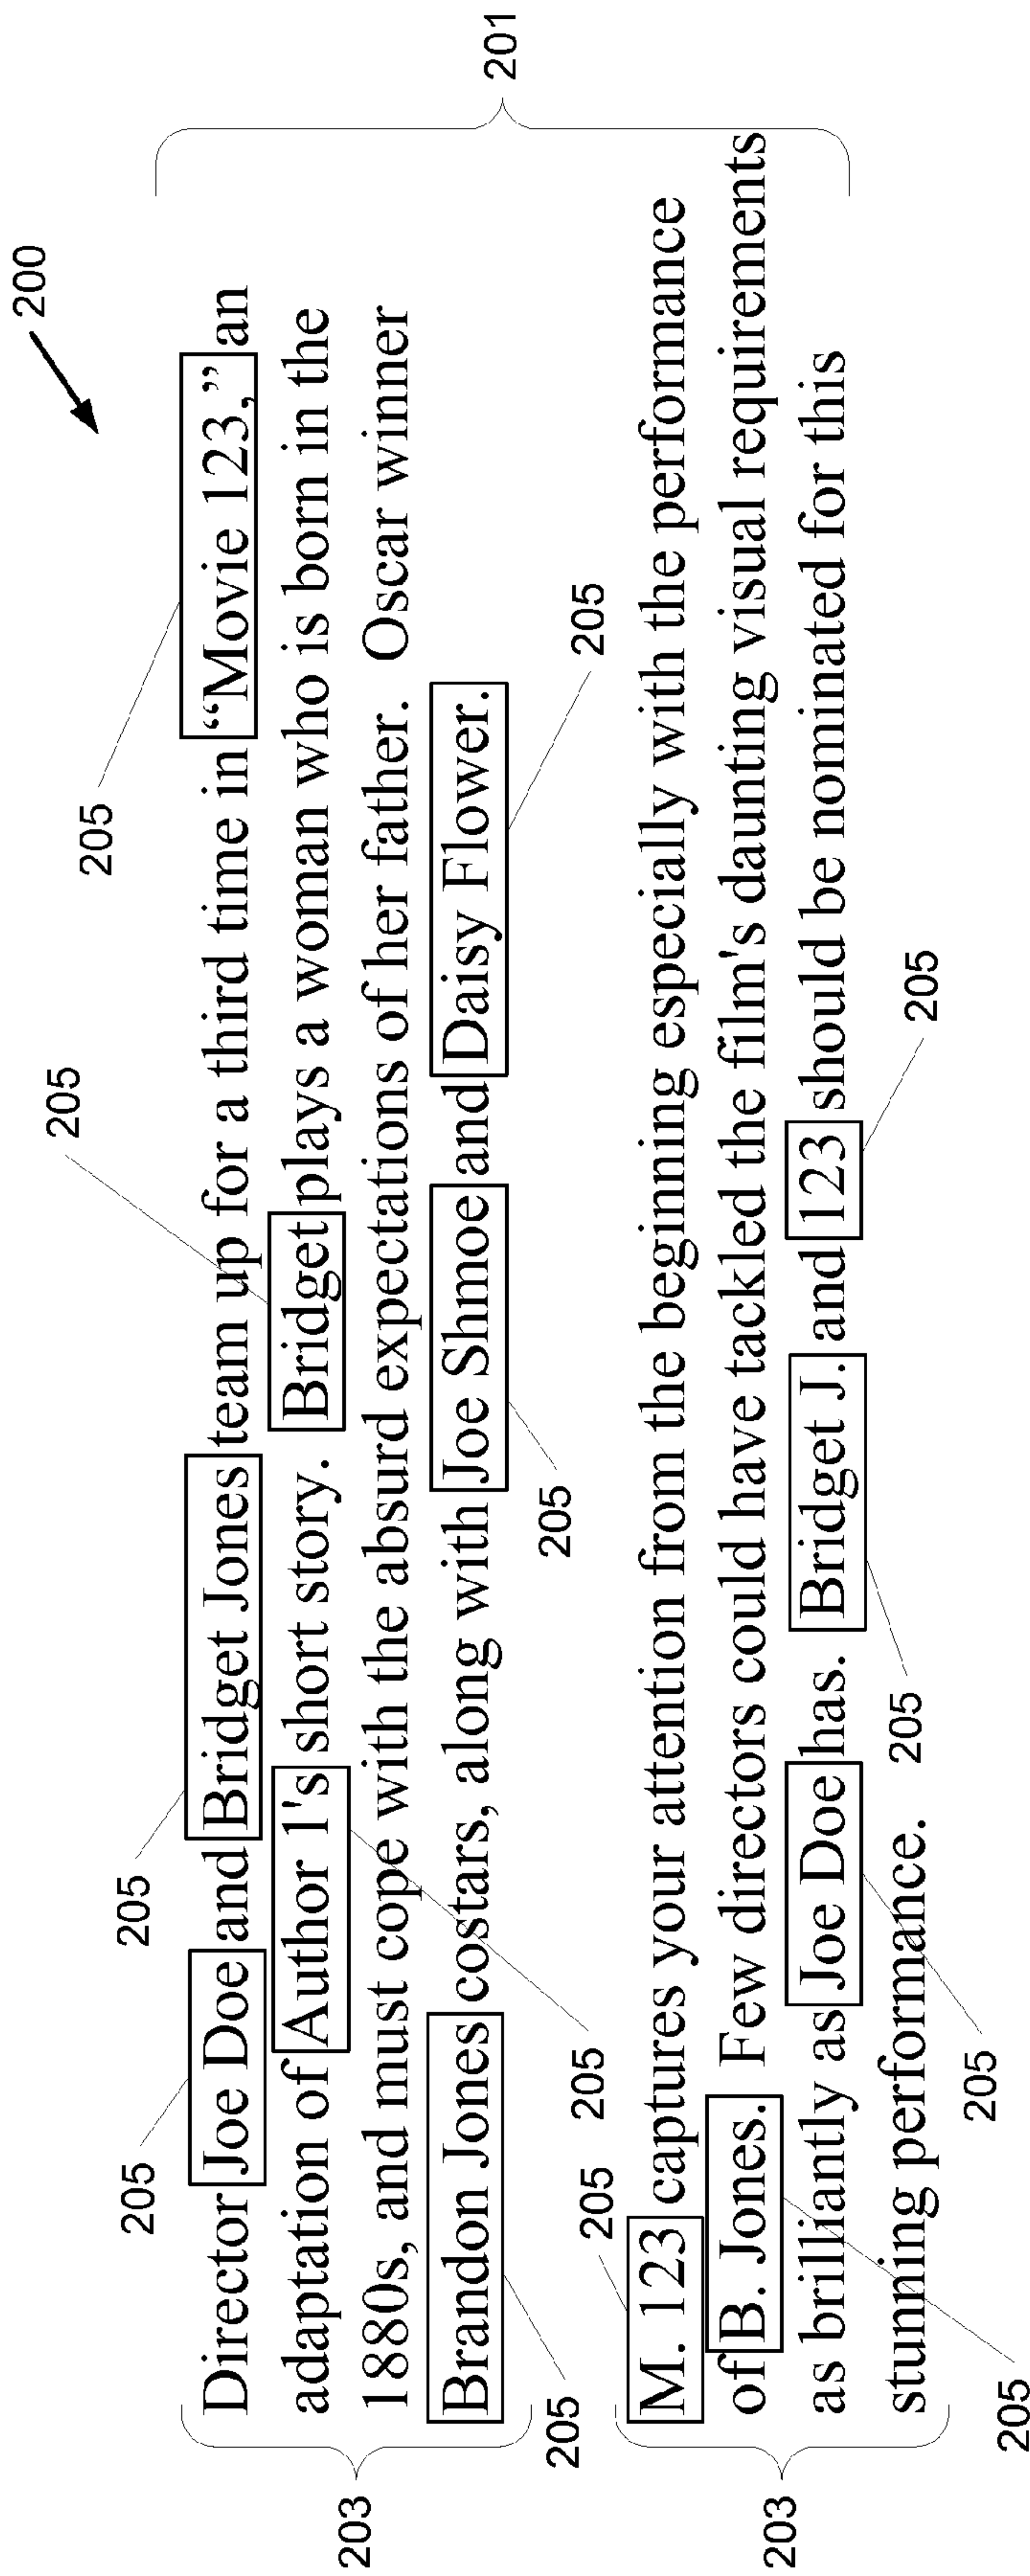 200
205
205
205
205
Director Joe Doe and Bridget Jones team up for a third time in “Movie 123,” an
adaptation of Author 1's short story. Bridget plays a woman who is born in the
1880s, and must cope with the absurd expectations of her father. Oscar winner
Brandon Jones costars, along with Joe Shmoe and Daisy Flower.
203
201
205
205
205
205
205
M. 123 captures your attention from the beginning especially with the performance
of B. Jones. Few directors could have tackled the film's daunting visual requirements
as brilliantly as Joe Doe has. Bridget J. and 123 should be nominated for this
stunning performance.
203
205
205
205
205